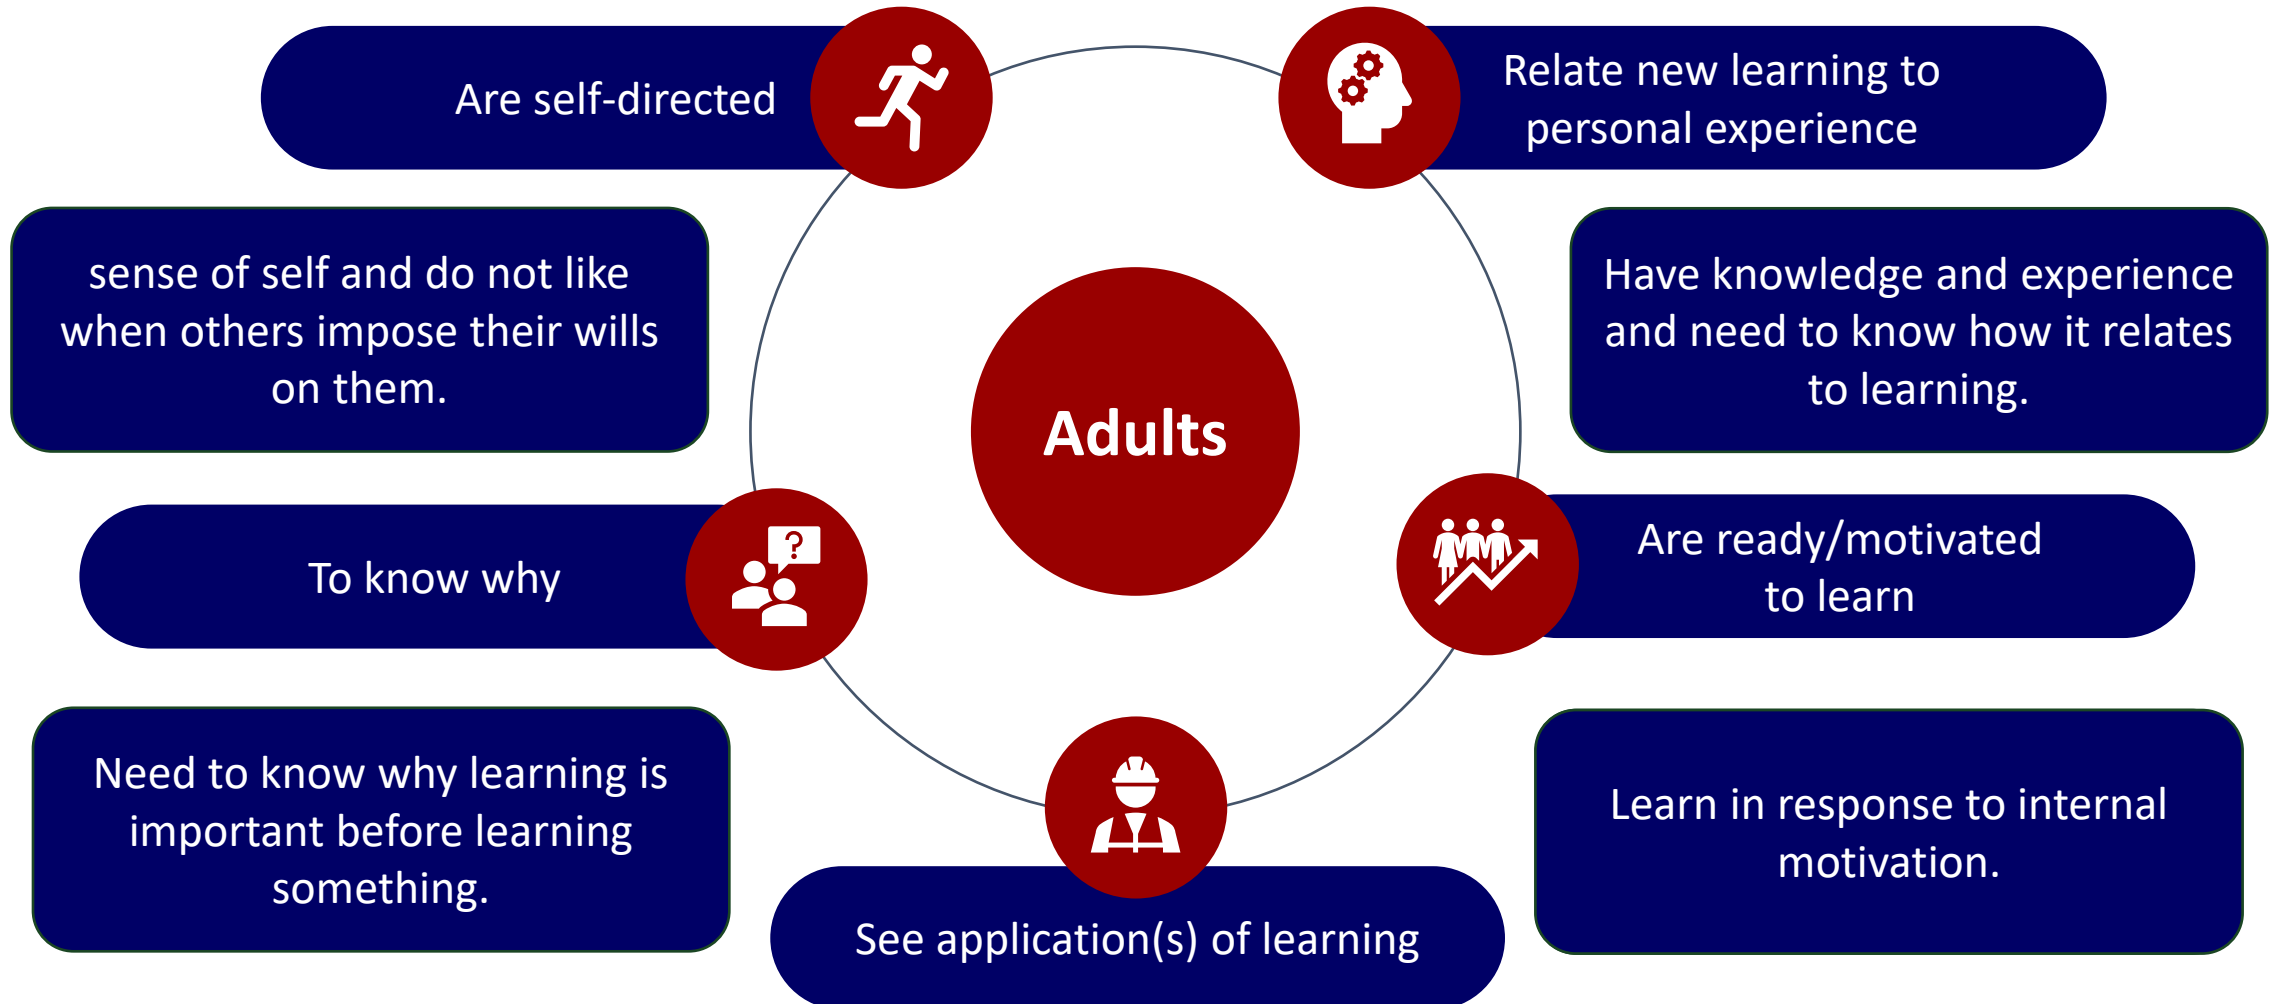 Are self-directed
sense of self and do not like
when others impose their wills
on them.
Relate new learning to
personal experience
Have knowledge and experience
and need to know how it relates
to learning.
Adults
To know why
?
Need to know why learning is
important before learning
something.
Are ready/motivated
to learn
Learn in response to internal
motivation.
See application(s) of learning